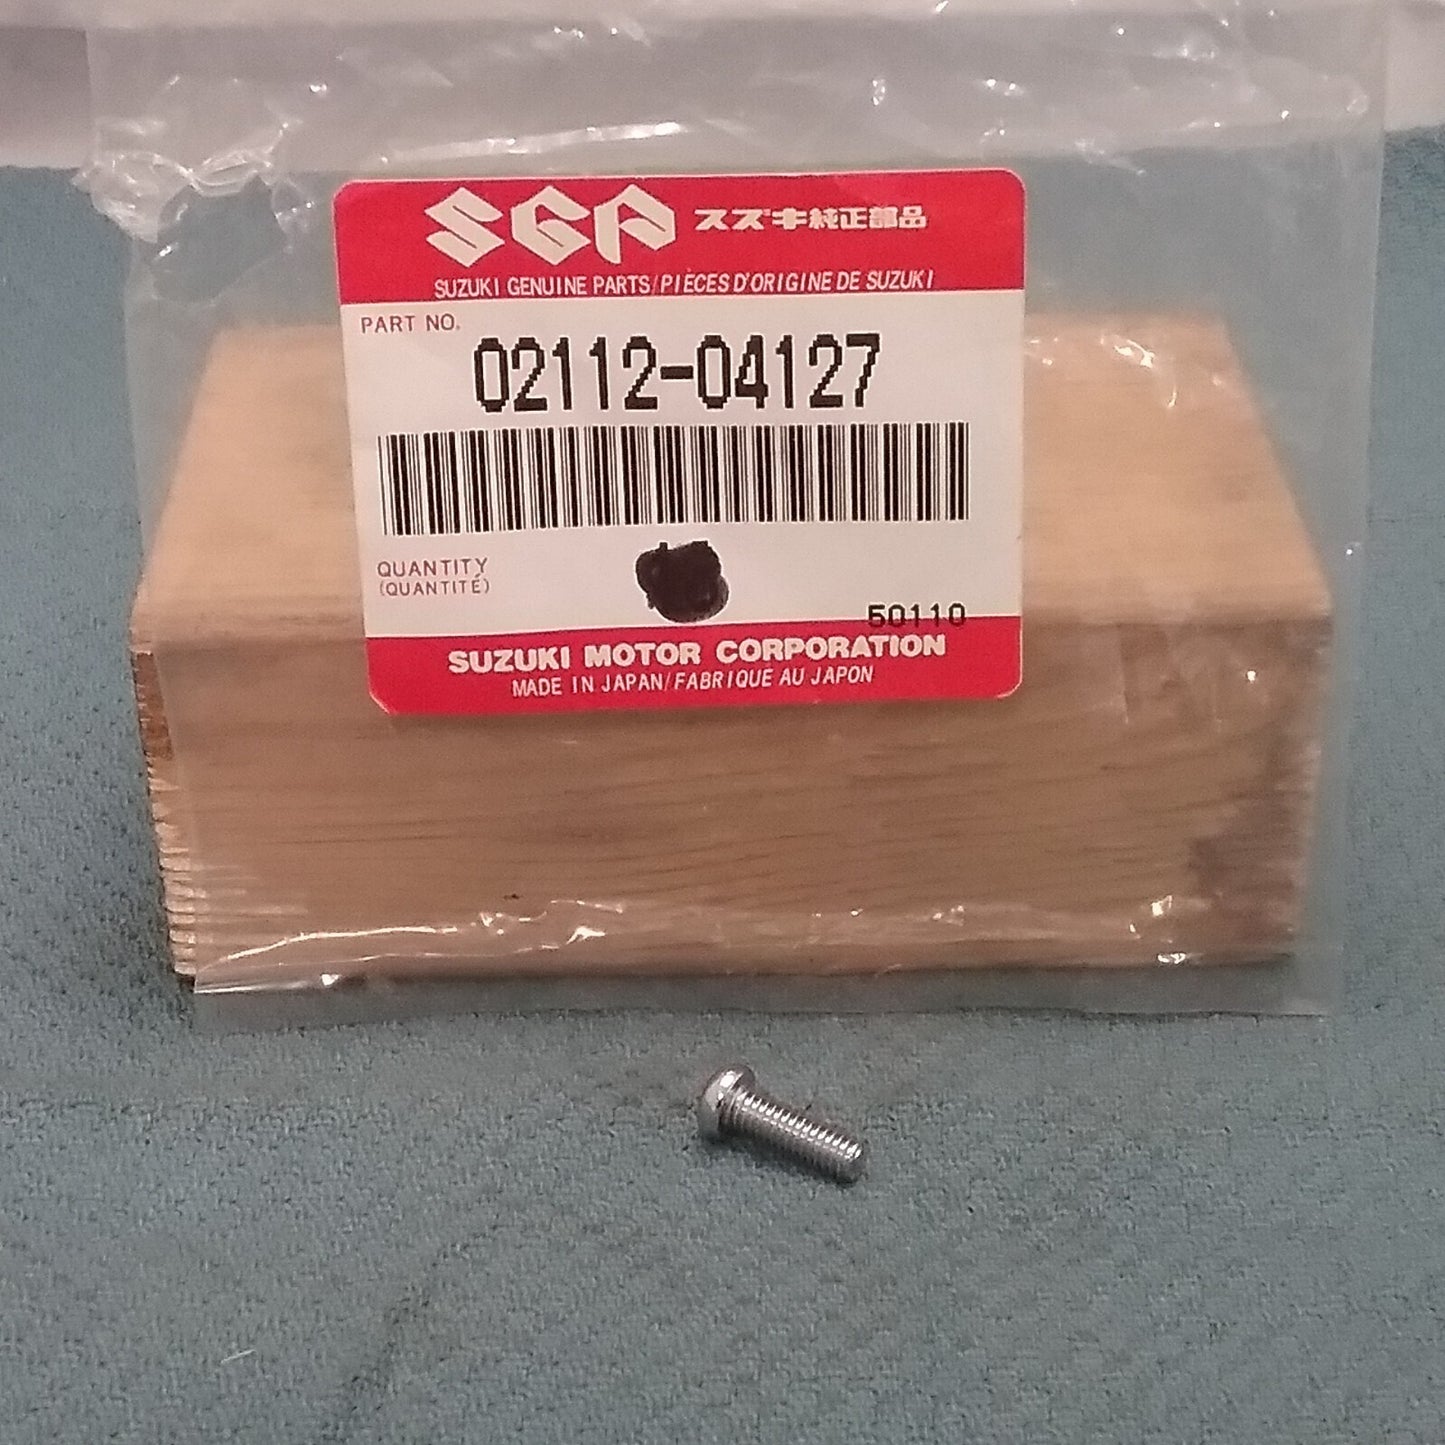 SGP スズキ純正部品
SUZUKI GENUINE PARTS/PIÈCES D'ORIGINE DE SUZUKI
PART NO.
02112-04127
QUANTITY
(QUANTITÉ)
50110
SUZUKI MOTOR CORPORATION
MADE IN JAPAN/FABRIQUÉ AU JAPON